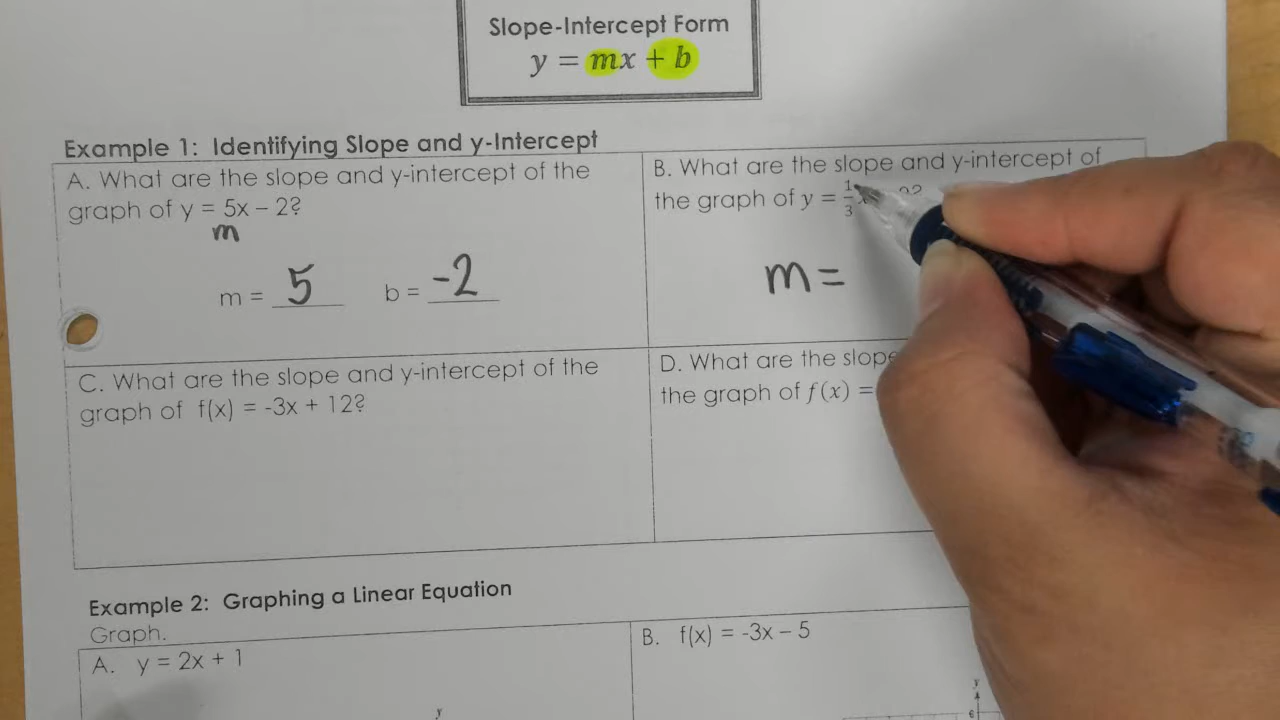 Slope-Intercept Form
y = mx + b
Example 1: Identifying Slope and y-Intercept
A. What are the slope and y-intercept of the
graph of y = 5x – 2?
m
m = 5 b = -2
B. What are the slope and y-intercept of
the graph of y = 1/3
m =
C. What are the slope and y-intercept of the
graph of f(x) = -3x + 12?
D. What are the slope
the graph of f(x) =
Example 2: Graphing a Linear Equation
Graph.
A. y = 2x + 1
y
B. f(x) = -3x – 5
y
6